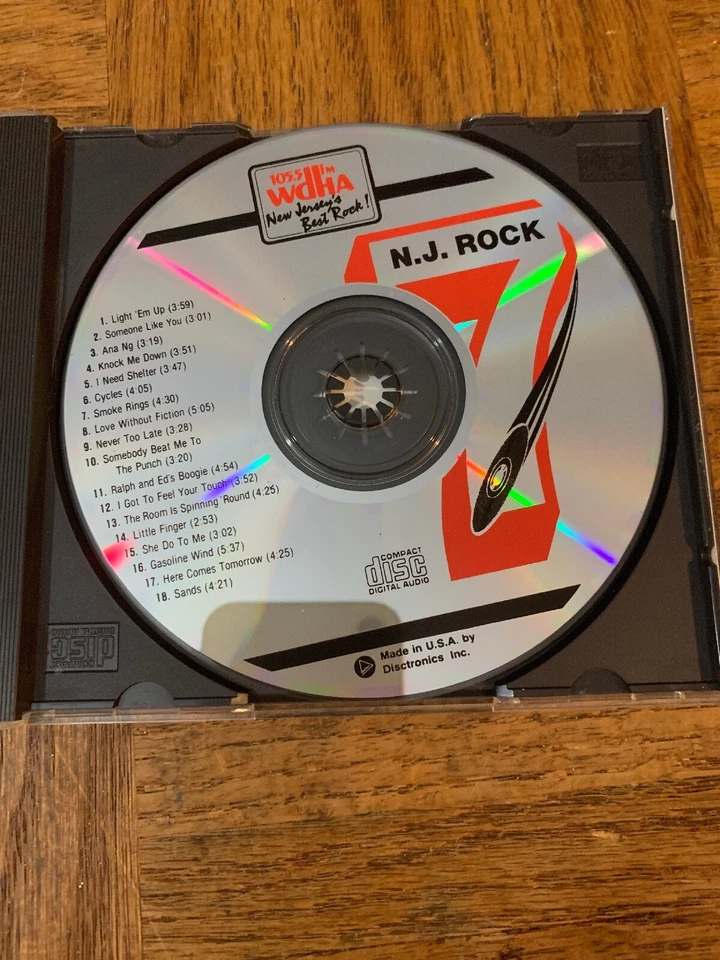 105.5 FM
WDHA
New Jersey's
Best Rock!
N.J. ROCK
7
1. Light 'Em Up (3:59)
2. Someone Like You (3 01)
3. Ana Ng (3:19)
4. Knock Me Down (3:51)
5. I Need Shelter (3:47)
6. Cycles (4:05)
7. Smoke Rings (4:30)
8. Love Without Fiction (5:05)
9. Never Too Late (3:28)
10. Somebody Beat Me To
The Punch (3:20)
11. Ralph and Ed's Boogie (4:54)
12. I Got To Feel Your Touch (3:52)
13. The Room Is Spinning 'Round (4:25)
14. Little Finger (2:53)
15. She Do To Me (3:02)
16. Gasoline Wind (5.37)
17. Here Comes Tomorrow (4:25)
18. Sands (4:21)
COMPACT
disc
DIGITAL AUDIO
Made in U.S.A. by
Disctronics Inc.
COMPACT
disc
DIGITAL AUDIO